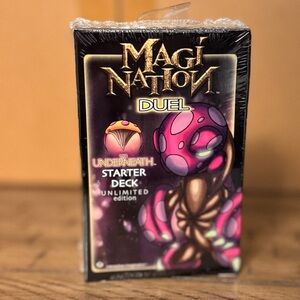 MAGI
NATION
DUEL
UNDERNEATH
STARTER
DECK
UNLIMITED
edition